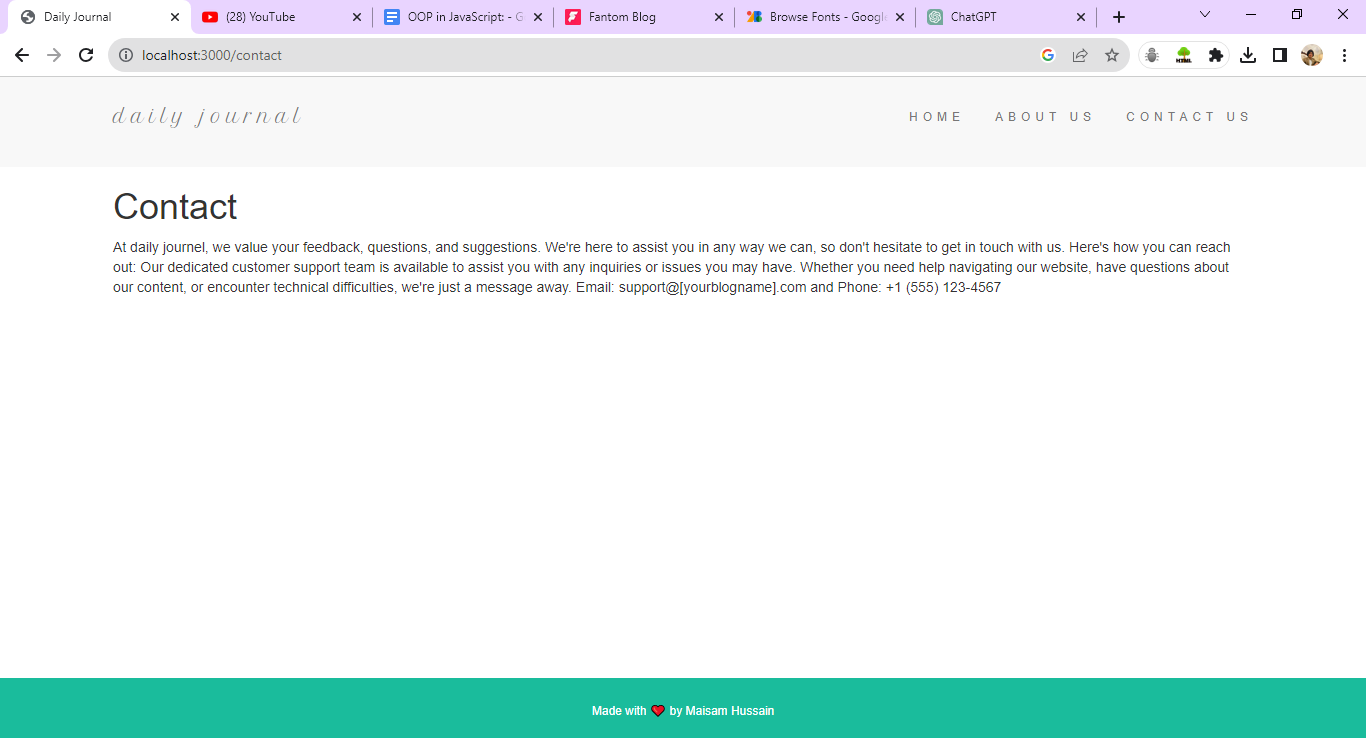 Daily Journal
(28) YouTube
OOP in JavaScript: - G
Fantom Blog
Browse Fonts - Google
ChatGPT
localhost:3000/contact
daily journal
HOME
ABOUT US
CONTACT US
Contact
At daily journel, we value your feedback, questions, and suggestions. We're here to assist you in any way we can, so don't hesitate to get in touch with us. Here's how you can reach
out: Our dedicated customer support team is available to assist you with any inquiries or issues you may have. Whether you need help navigating our website, have questions about
our content, or encounter technical difficulties, we're just a message away. Email: support@[yourblogname].com and Phone: +1 (555) 123-4567
Made with ❤ by Maisam Hussain